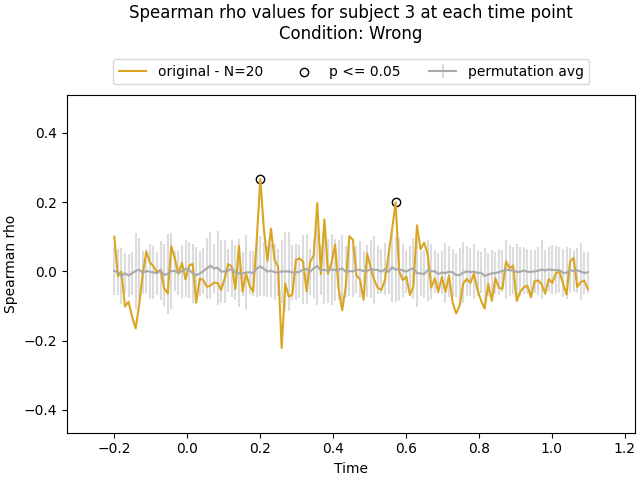 Spearman rho values for subject 3 at each time point
Condition: Wrong
original - N=20 p <= 0.05 permutation avg
Spearman rho
0.4
0.2
0.0
−0.2
−0.4
−0.2 0.0 0.2 0.4 0.6 0.8 1.0 1.2
Time